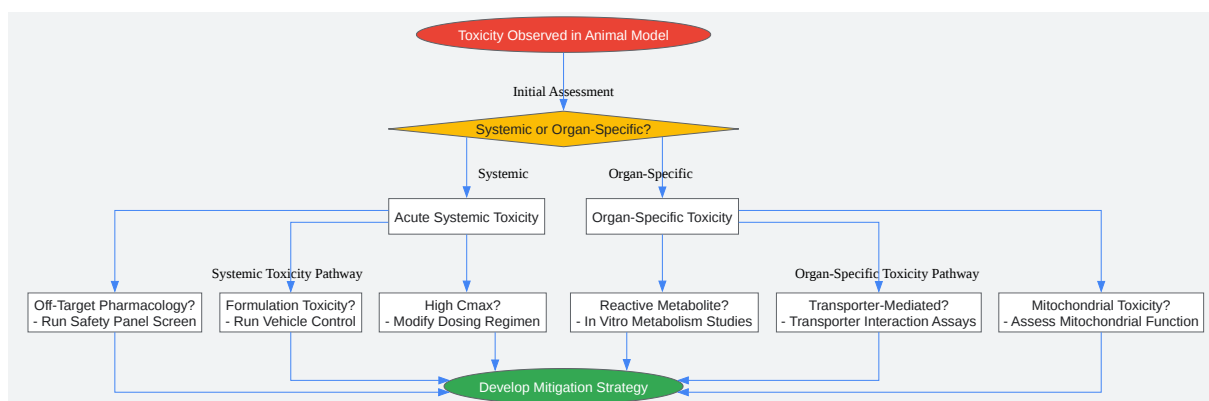 Toxicity Observed in Animal Model
Initial Assessment
Systemic or Organ-Specific?
Systemic
Organ-Specific
Acute Systemic Toxicity
Organ-Specific Toxicity
Systemic Toxicity Pathway
Organ-Specific Toxicity Pathway
Off-Target Pharmacology?
- Run Safety Panel Screen
Formulation Toxicity?
- Run Vehicle Control
High Cmax?
- Modify Dosing Regimen
Reactive Metabolite?
- In Vitro Metabolism Studies
Transporter-Mediated?
- Transporter Interaction Assays
Mitochondrial Toxicity?
- Assess Mitochondrial Function
Develop Mitigation Strategy